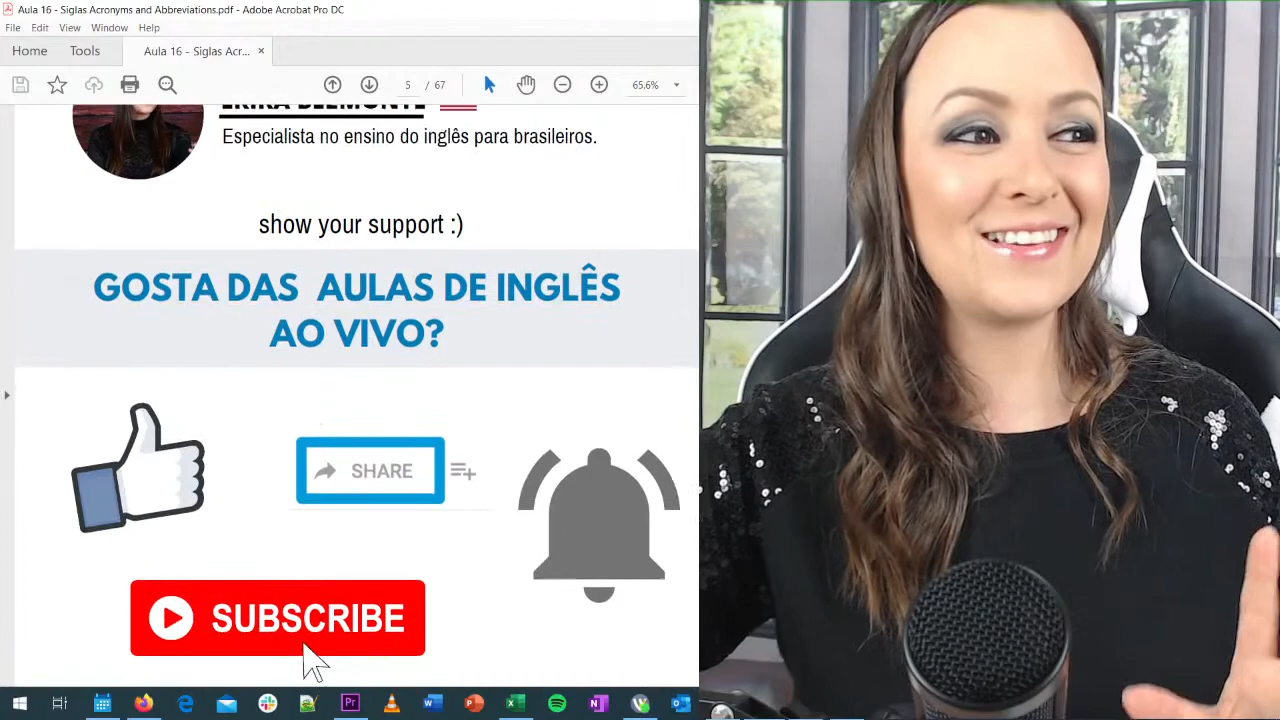 Aula 16 - Siglas Acronyms and Abbreviations.pdf - Adobe Acrobat Pro DC
File Edit View Window Help
Home Tools Aula 16 - Siglas Acr... ×
5 / 67 65.6%
ERIKA BELMONTE
Especialista no ensino do inglês para brasileiros.
show your support :)
GOSTA DAS AULAS DE INGLÊS
AO VIVO?
SHARE
SUBSCRIBE